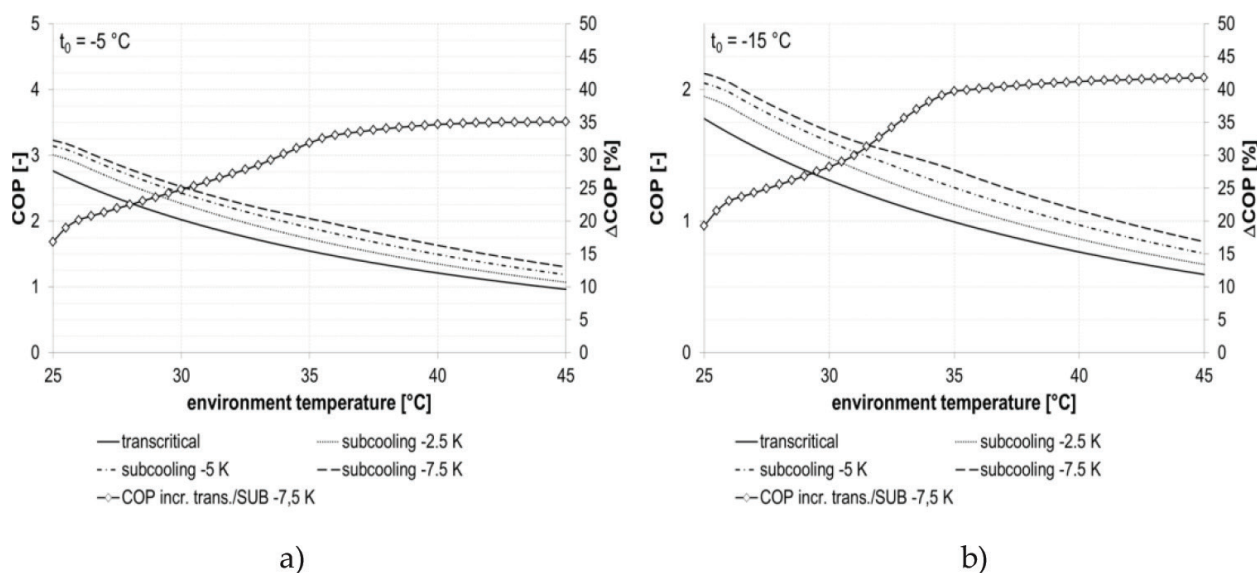 t0 = -5 °C
COP [-]
5
4
3
2
1
0
50
45
40
35
30
25
20
15
10
5
0
ΔCOP [%]
25 30 35 40 45
environment temperature [°C]
transcritical subcooling -2.5 K
subcooling -5 K subcooling -7.5 K
COP incr. trans./SUB -7,5 K
a)
t0 = -15 °C
COP [-]
2
1
0
50
45
40
35
30
25
20
15
10
5
0
ΔCOP [%]
25 30 35 40 45
environment temperature [°C]
transcritical subcooling -2.5 K
subcooling -5 K subcooling -7.5 K
COP incr. trans./SUB -7,5 K
b)